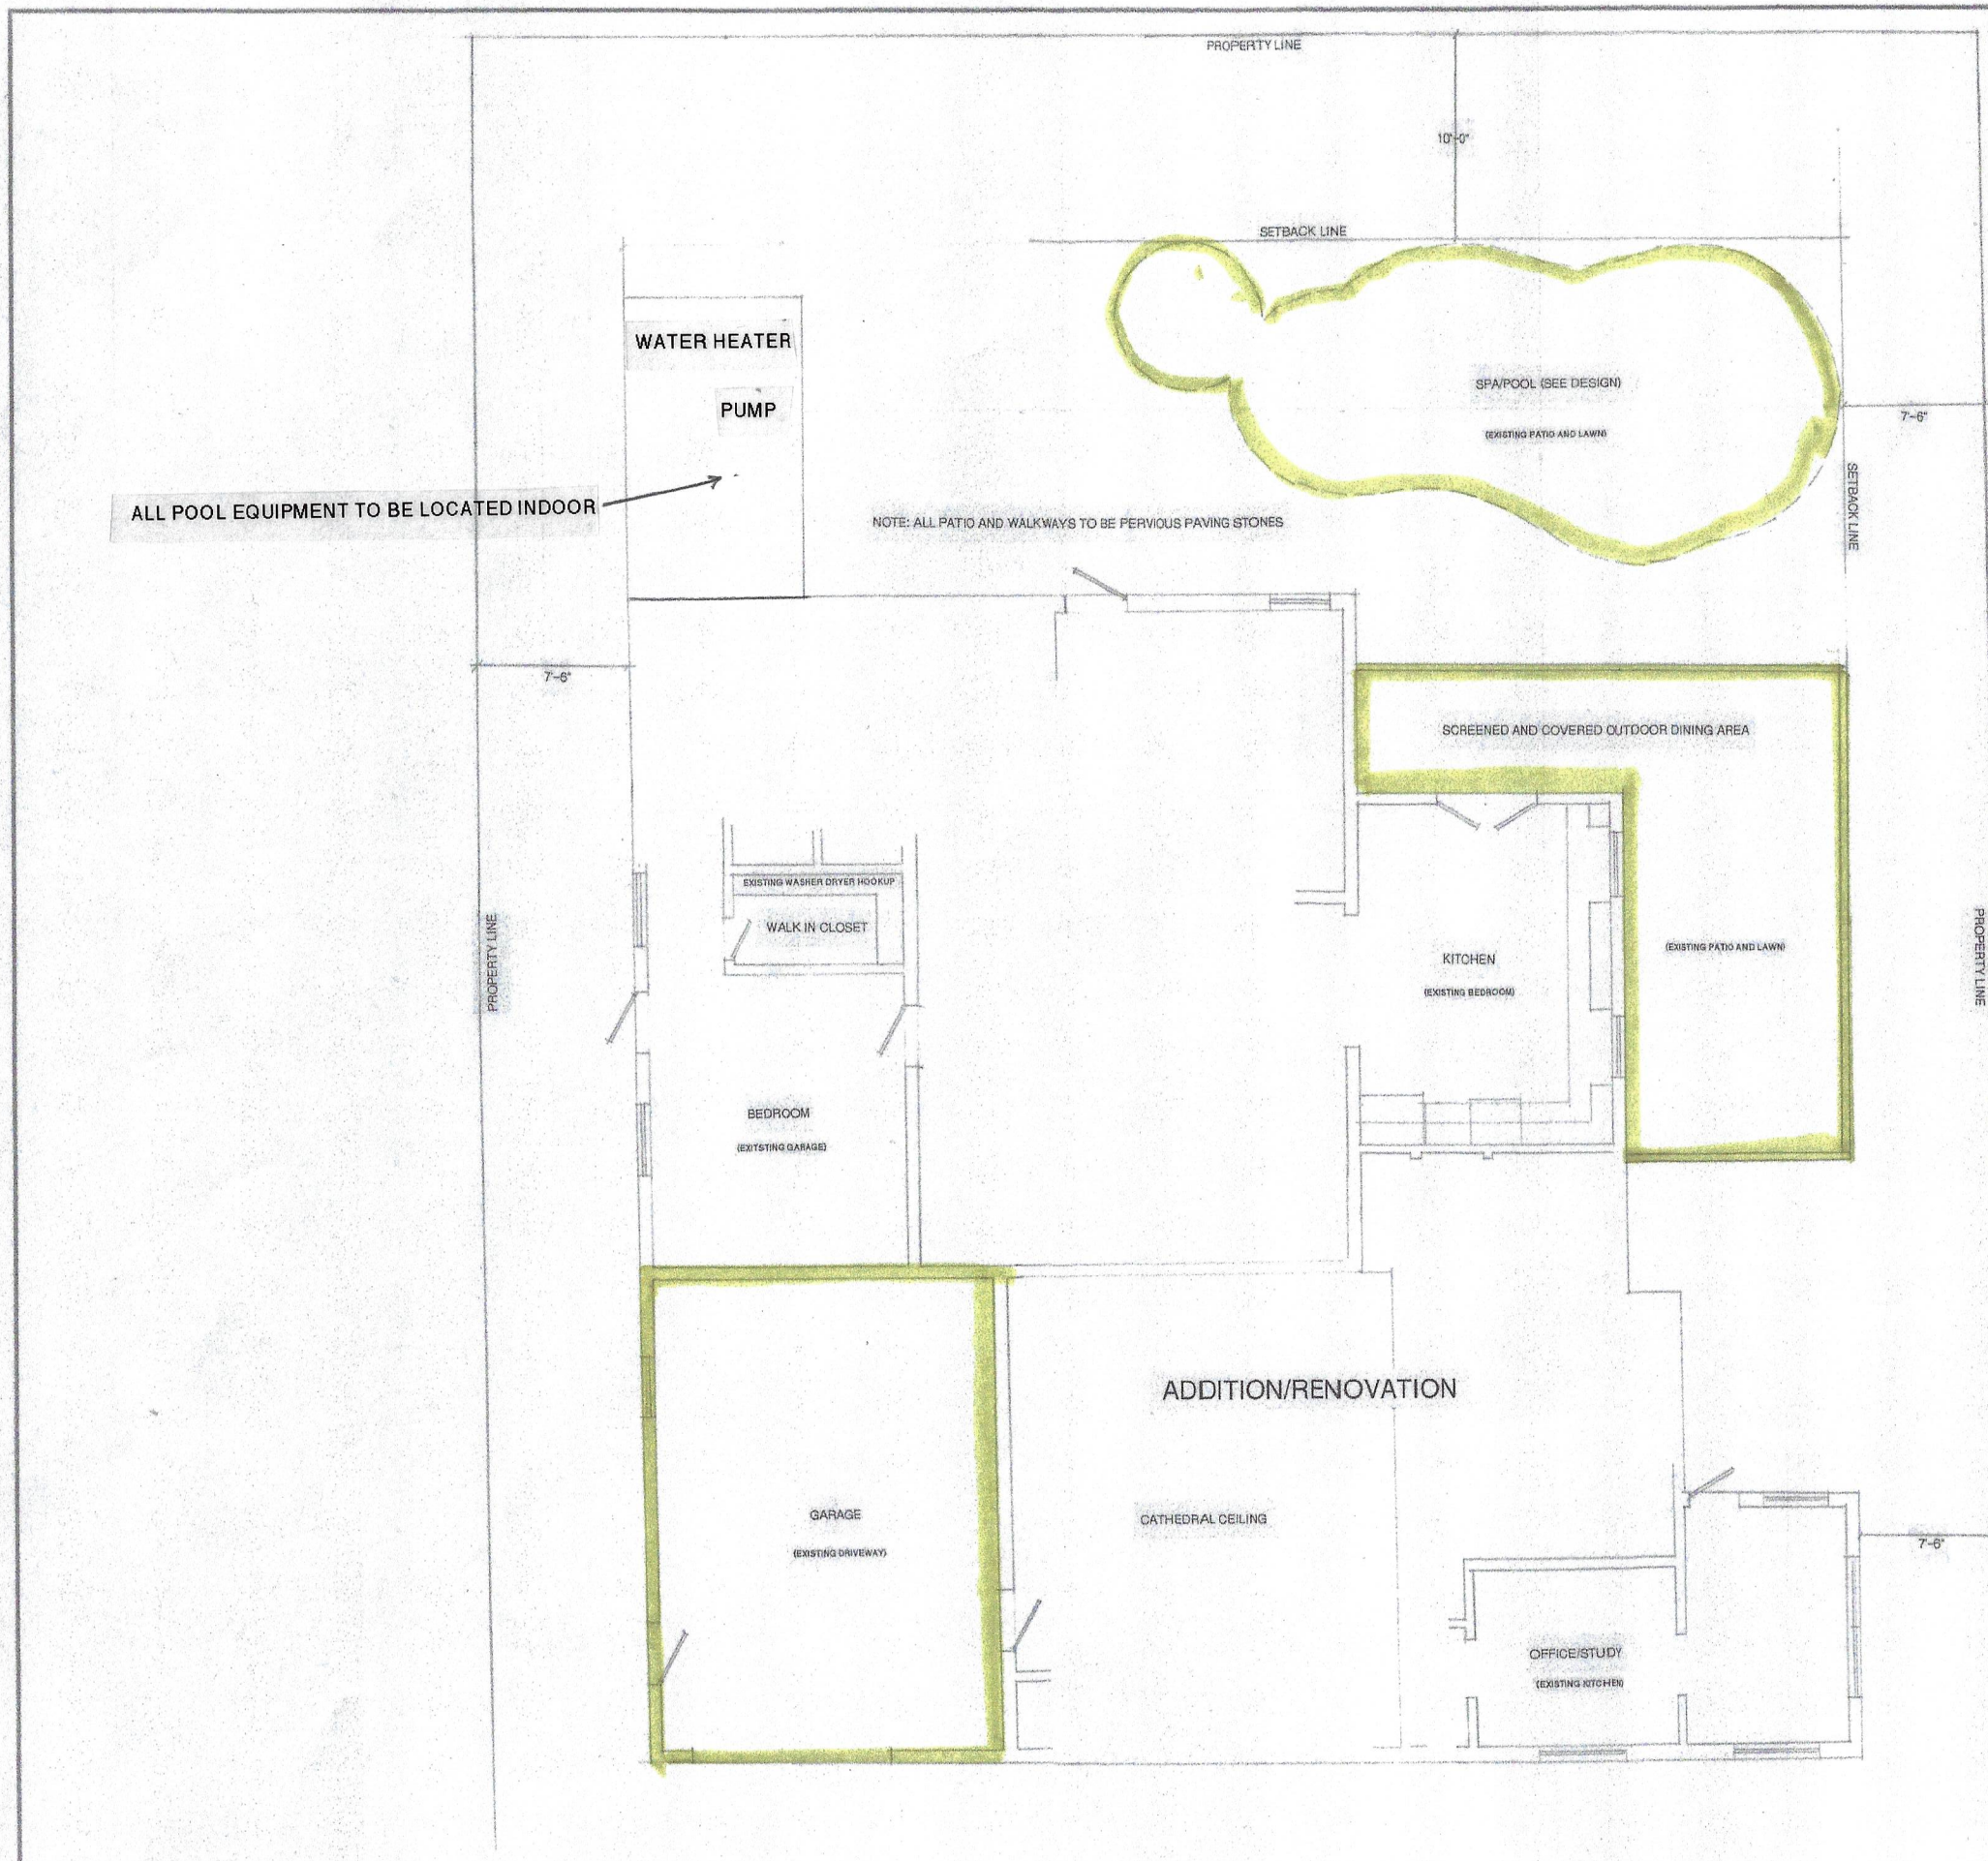 PROPERTY LINE
10'-0"
SETBACK LINE
WATER HEATER
PUMP
SPA/POOL (SEE DESIGN)
(EXISTING PATIO AND LAWN)
7'-6"
SETBACK LINE
ALL POOL EQUIPMENT TO BE LOCATED INDOOR
NOTE: ALL PATIO AND WALKWAYS TO BE PERVIOUS PAVING STONES
7'-6"
SCREENED AND COVERED OUTDOOR DINING AREA
EXISTING WASHER DRYER HOOKUP
WALK IN CLOSET
PROPERTY LINE
KITCHEN
(EXISTING BEDROOM)
(EXISTING PATIO AND LAWN)
PROPERTY LINE
BEDROOM
(EXITSTING GARAGE)
ADDITION/RENOVATION
GARAGE
(EXISTING DRIVEWAY)
CATHEDRAL CEILING
7'-6"
OFFICE/STUDY
(EXISTING KITCHEN)